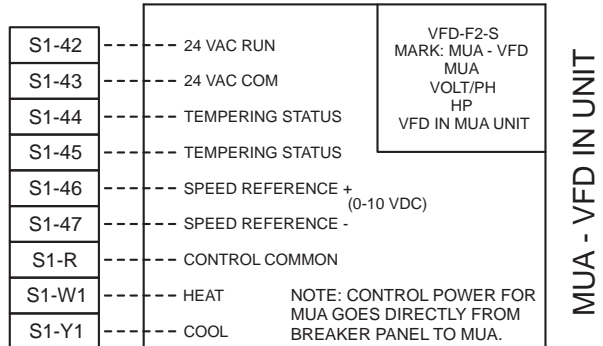 VFD-F2-S
MARK: MUA - VFD
MUA
VOLT/PH
HP
VFD IN MUA UNIT
S1-42 24 VAC RUN
S1-43 24 VAC COM
S1-44 TEMPERING STATUS
S1-45 TEMPERING STATUS
S1-46 SPEED REFERENCE +
(0-10 VDC)
S1-47 SPEED REFERENCE -
S1-R CONTROL COMMON
S1-W1 HEAT
S1-Y1 COOL
NOTE: CONTROL POWER FOR
MUA GOES DIRECTLY FROM
BREAKER PANEL TO MUA.
MUA - VFD IN UNIT